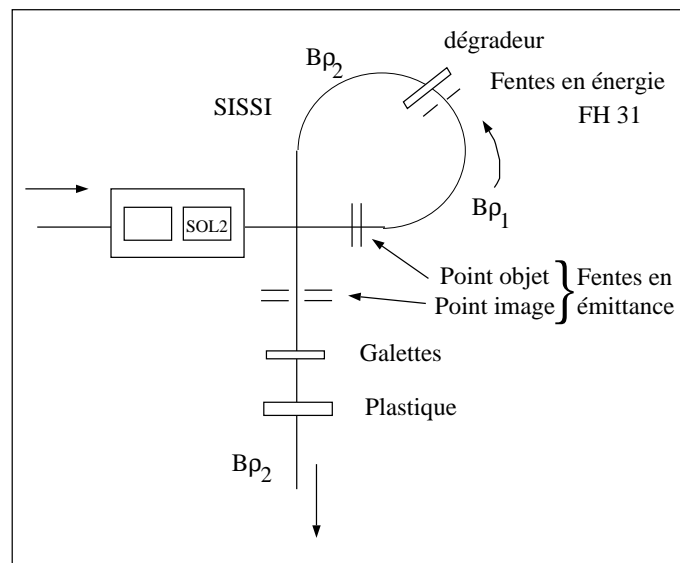 dégradeur
Bρ2
Fentes en énergie
FH 31
SISSI
Bρ1
SOL2
Point objet
Point image
Fentes en
émittance
Galettes
Plastique
Bρ2